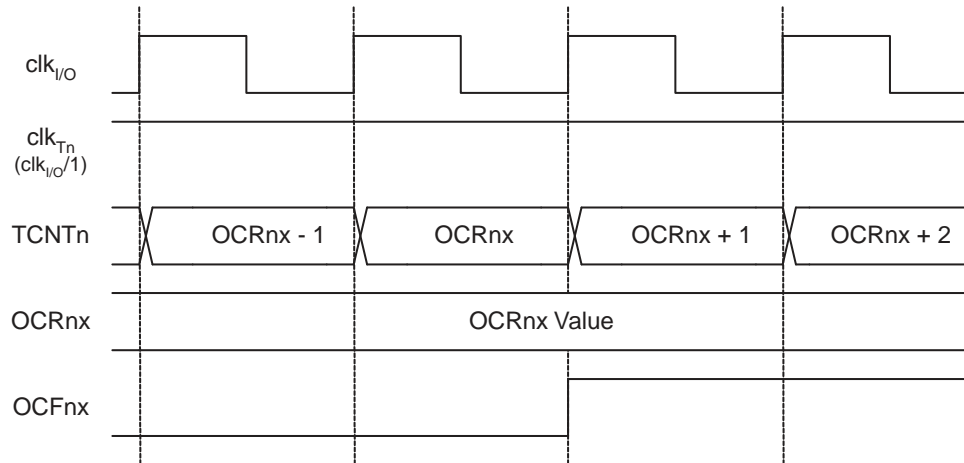 clkI/O
clkTn
(clkI/O/1)
TCNTn OCRnx - 1 OCRnx OCRnx + 1 OCRnx + 2
OCRnx OCRnx Value
OCFnx